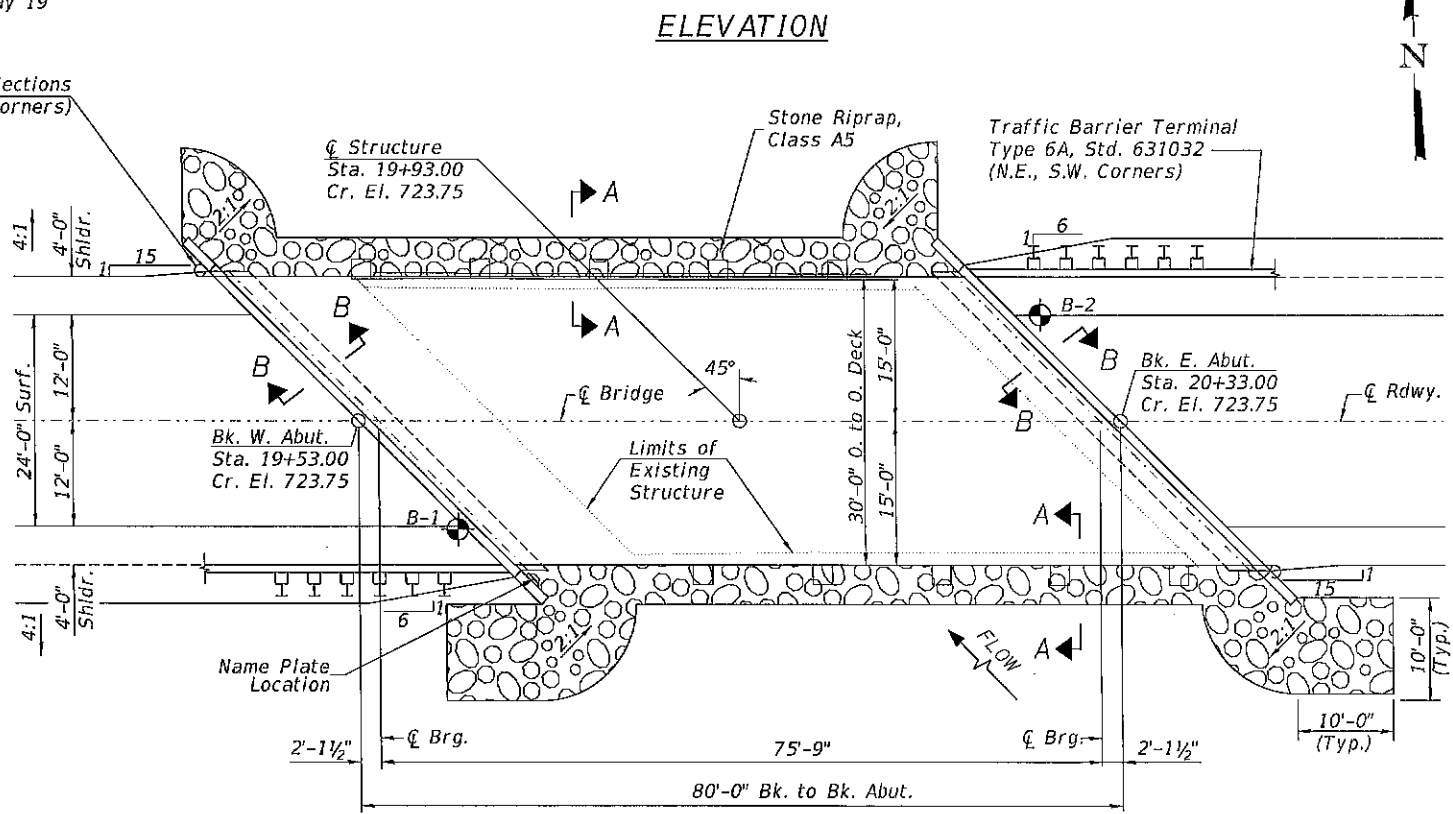 ay 19
ELEVATION
N
ections
orners)
℄ Structure
Sta. 19+93.00
Cr. El. 723.75
Stone Riprap,
Class A5
Traffic Barrier Terminal
Type 6A, Std. 631032
(N.E., S.W. Corners)
A
A
4:1
4'-0"
Shldr.
1
15
2:1
2:1
1
6
B
B
45°
℄ Bridge
30'-0" O. to O. Deck
15'-0"
15'-0"
B-2
B
B
Bk. E. Abut.
Sta. 20+33.00
Cr. El. 723.75
℄ Rdwy.
24'-0" Surf.
12'-0"
12'-0"
Bk. W. Abut.
Sta. 19+53.00
Cr. El. 723.75
Limits of
Existing
Structure
B-1
A
A
4:1
4'-0"
Shldr.
6
1
2:1
FLOW
2:1
15
1
Name Plate
Location
10'-0"
(Typ.)
10'-0"
(Typ.)
2'-1½"
℄ Brg.
75'-9"
℄ Brg.
2'-1½"
80'-0" Bk. to Bk. Abut.